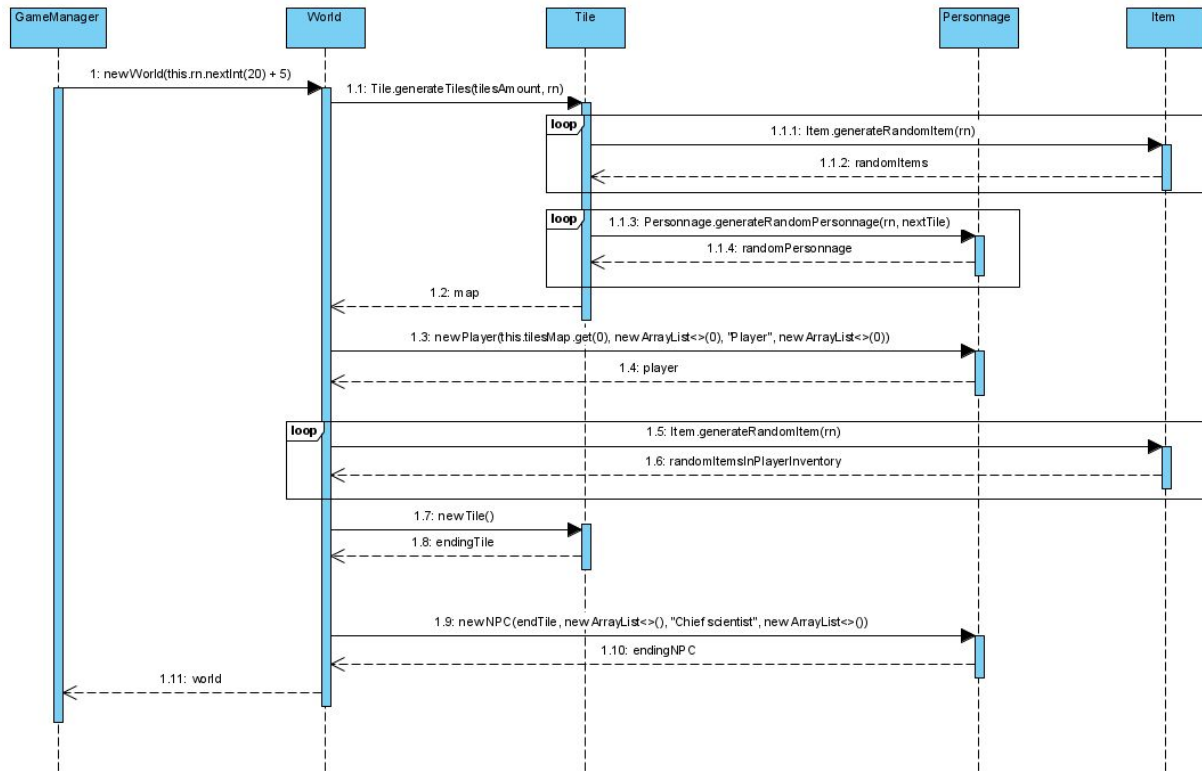 GameManager
World
Tile
Personnage
Item
1: newWorld(this.rn.nextInt(20) + 5)
1.1: Tile.generateTiles(tilesAmount, rn)
loop
1.1.1: Item.generateRandomItem(rn)
1.1.2: randomItems
loop
1.1.3: Personnage.generateRandomPersonnage(rn, nextTile)
1.1.4: randomPersonnage
1.2: map
1.3: newPlayer(this.tilesMap.get(0), new ArrayList<>(0), "Player", new ArrayList<>(0))
1.4: player
loop
1.5: Item.generateRandomItem(rn)
1.6: randomItemsInPlayerInventory
1.7: newTile()
1.8: endingTile
1.9: newNPC(endTile, new ArrayList<>(), "Chief scientist", new ArrayList<>())
1.10: endingNPC
1.11: world